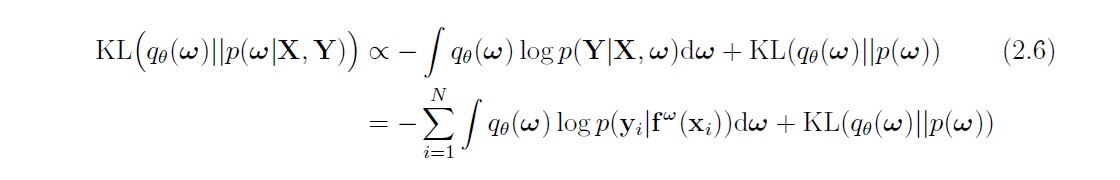 KL(q_θ(ω)||p(ω|X, Y)) ∝ −∫ q_θ(ω) log p(Y|X, ω)dω + KL(q_θ(ω)||p(ω)) (2.6)
= −∑_{i=1}^{N} ∫ q_θ(ω) log p(y_i|f^ω(x_i))dω + KL(q_θ(ω)||p(ω))